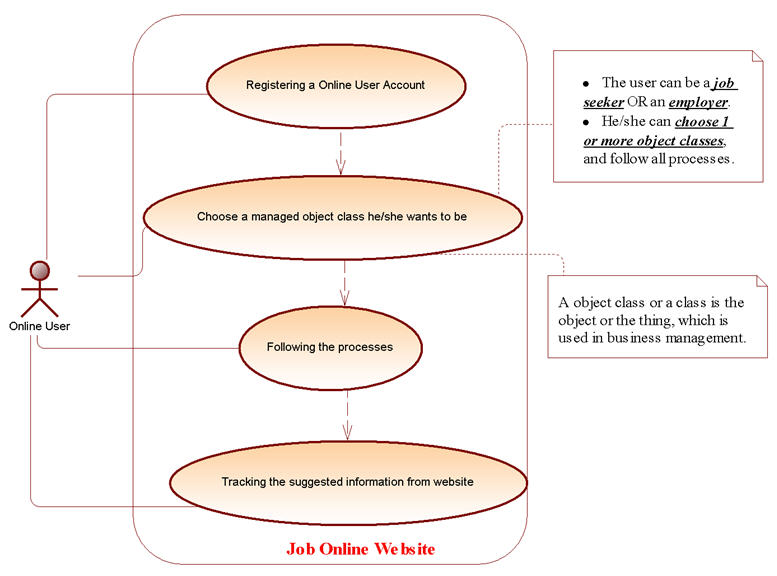 Registering a Online User Account
● The user can be a job
seeker OR an employer.
● He/she can choose 1
or more object classes,
and follow all processes.
Choose a managed object class he/she wants to be
A object class or a class is the
object or the thing, which is
used in business management.
Online User
Following the processes
Tracking the suggested information from website
Job Online Website